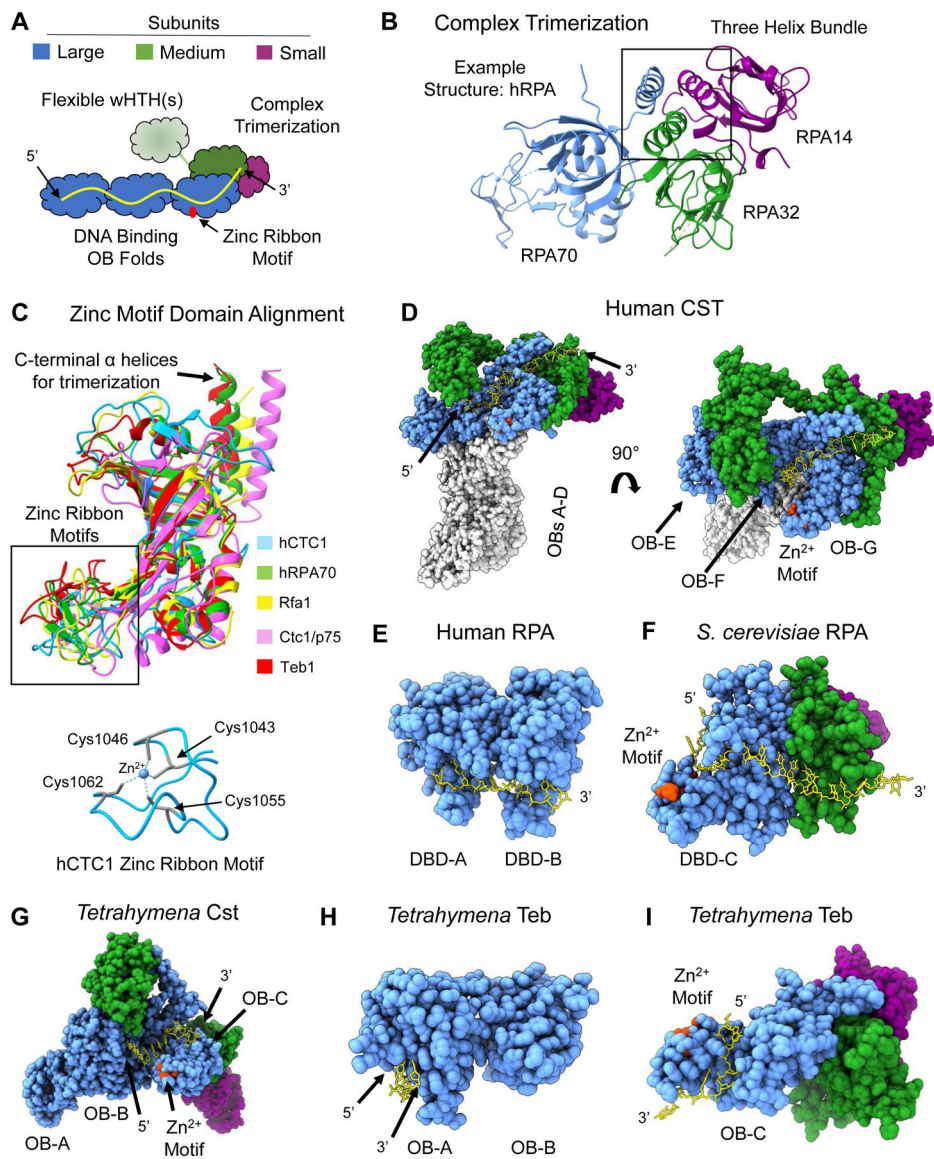 A
Subunits
Large
Medium
Small
Flexible wHTH(s)
Complex
Trimerization
5'
3'
DNA Binding
OB Folds
Zinc Ribbon
Motif
B
Complex Trimerization
Three Helix Bundle
Example
Structure: hRPA
RPA14
RPA32
RPA70
C
Zinc Motif Domain Alignment
C-terminal α helices
for trimerization
Zinc Ribbon
Motifs
hCTC1
hRPA70
Rfa1
Ctc1/p75
Teb1
Cys1046
Cys1043
Zn2+
Cys1062
Cys1055
hCTC1 Zinc Ribbon Motif
D
Human CST
3'
5'
90°
OBs A-D
OB-E
OB-F
Zn2+
Motif
OB-G
E
Human RPA
3'
DBD-A
DBD-B
F
S. cerevisiae RPA
5'
Zn2+
Motif
3'
DBD-C
G
Tetrahymena Cst
3'
OB-C
OB-B
5'
Zn2+
Motif
OB-A
H
Tetrahymena Teb
5'
3'
OB-A
OB-B
I
Tetrahymena Teb
Zn2+
Motif
5'
3'
OB-C